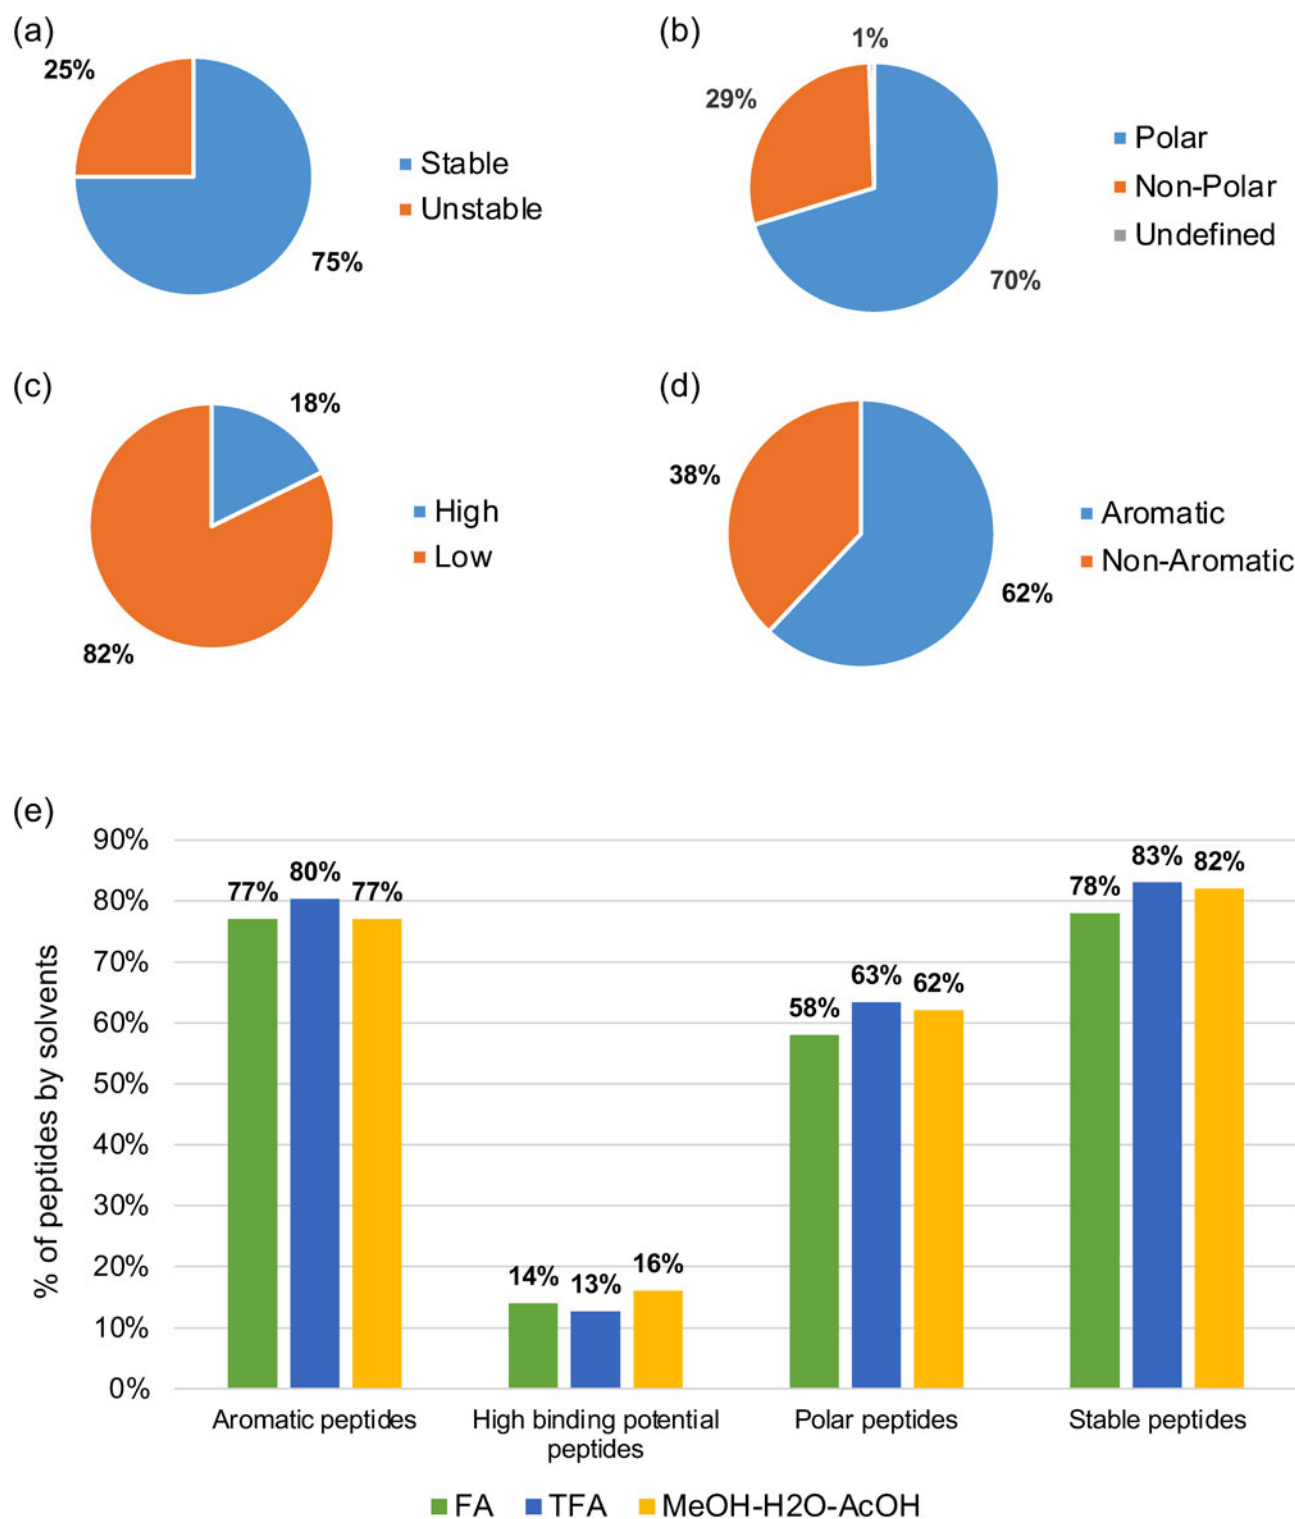 (a)
25%
75%
Stable
Unstable
(b)
1%
29%
70%
Polar
Non-Polar
Undefined
(c)
18%
82%
High
Low
(d)
38%
62%
Aromatic
Non-Aromatic
(e)
% of peptides by solvents
90%
80%
70%
60%
50%
40%
30%
20%
10%
0%
77% 80% 77%
14% 13% 16%
58% 63% 62%
78% 83% 82%
Aromatic peptides
High binding potential
peptides
Polar peptides
Stable peptides
FA TFA MeOH-H2O-AcOH